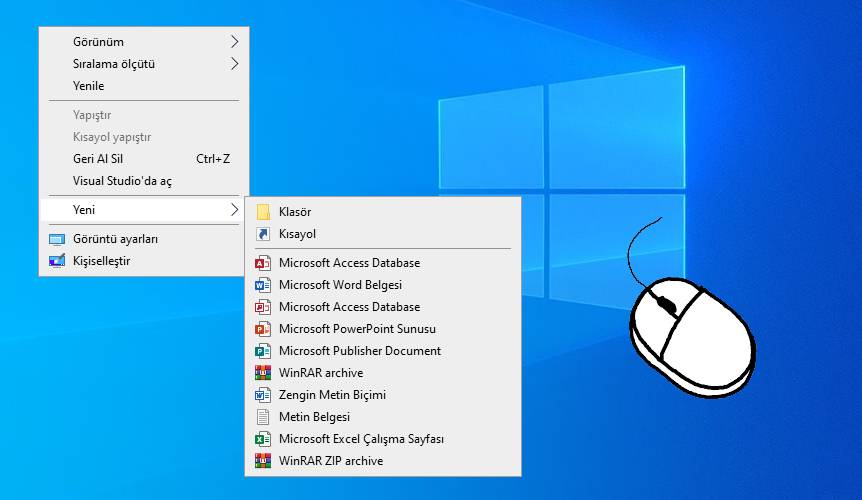 Görünüm
Sıralama ölçütü
Yenile
Yapıştır
Kısayol yapıştır
Geri Al Sil Ctrl+Z
Visual Studio'da aç
Yeni
Görüntü ayarları
Kişiselleştir
Klasör
Kısayol
Microsoft Access Database
Microsoft Word Belgesi
Microsoft Access Database
Microsoft PowerPoint Sunusu
Microsoft Publisher Document
WinRAR archive
Zengin Metin Biçimi
Metin Belgesi
Microsoft Excel Çalışma Sayfası
WinRAR ZIP archive